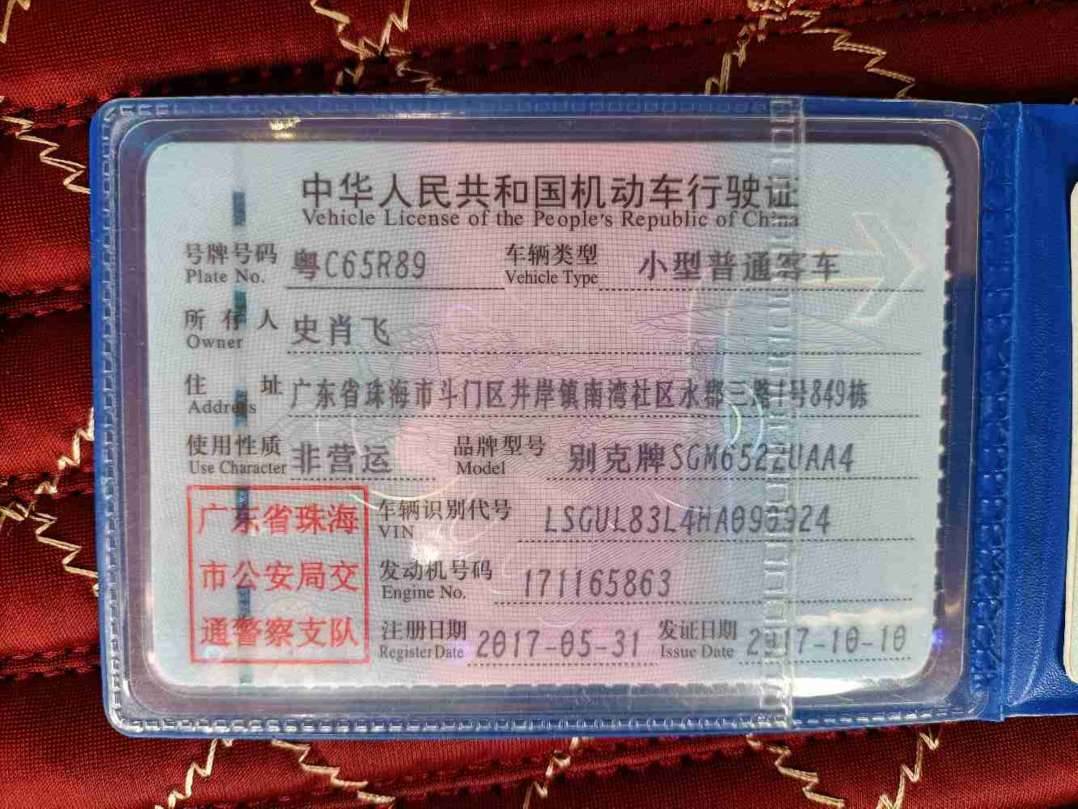 中华人民共和国机动车行驶证
Vehicle License of the People's Republic of China
号牌号码 粤C65R89 车辆类型 小型普通客车
Plate No. Vehicle Type
所有人 史肖飞
Owner
住址 广东省珠海市斗门区井岸镇南湾社区水郡三路1号849栋
Address
使用性质 非营运 品牌型号 别克牌SGM6522UAA4
Use Character Model
广东省珠海 车辆识别代号
VIN
市公安局交 发动机号码 171165863
Engine No.
通警察支队 注册日期 2017-05-31 发证日期 2017-10-10
Register Date Issue Date